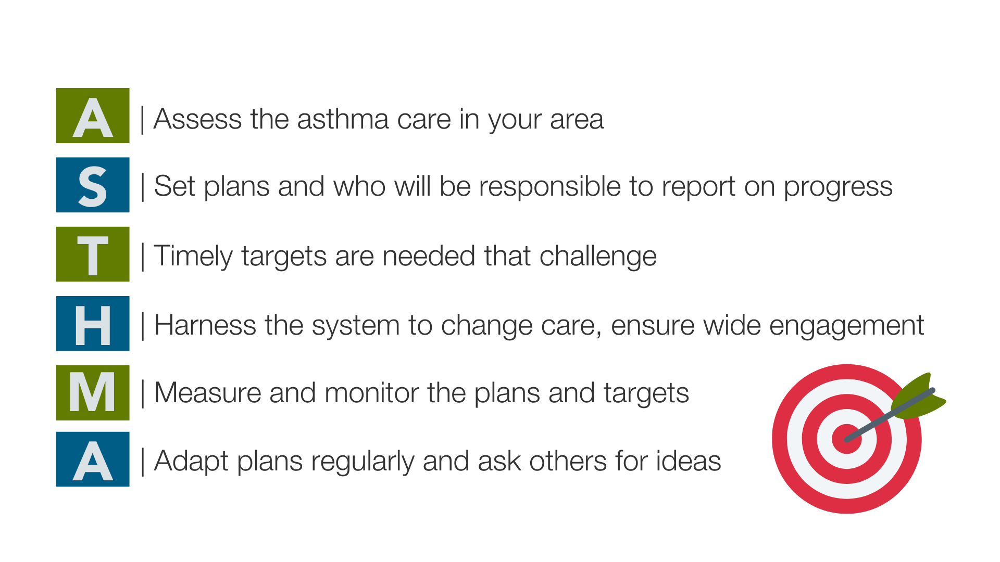 A | Assess the asthma care in your area
S | Set plans and who will be responsible to report on progress
T | Timely targets are needed that challenge
H | Harness the system to change care, ensure wide engagement
M | Measure and monitor the plans and targets
A | Adapt plans regularly and ask others for ideas